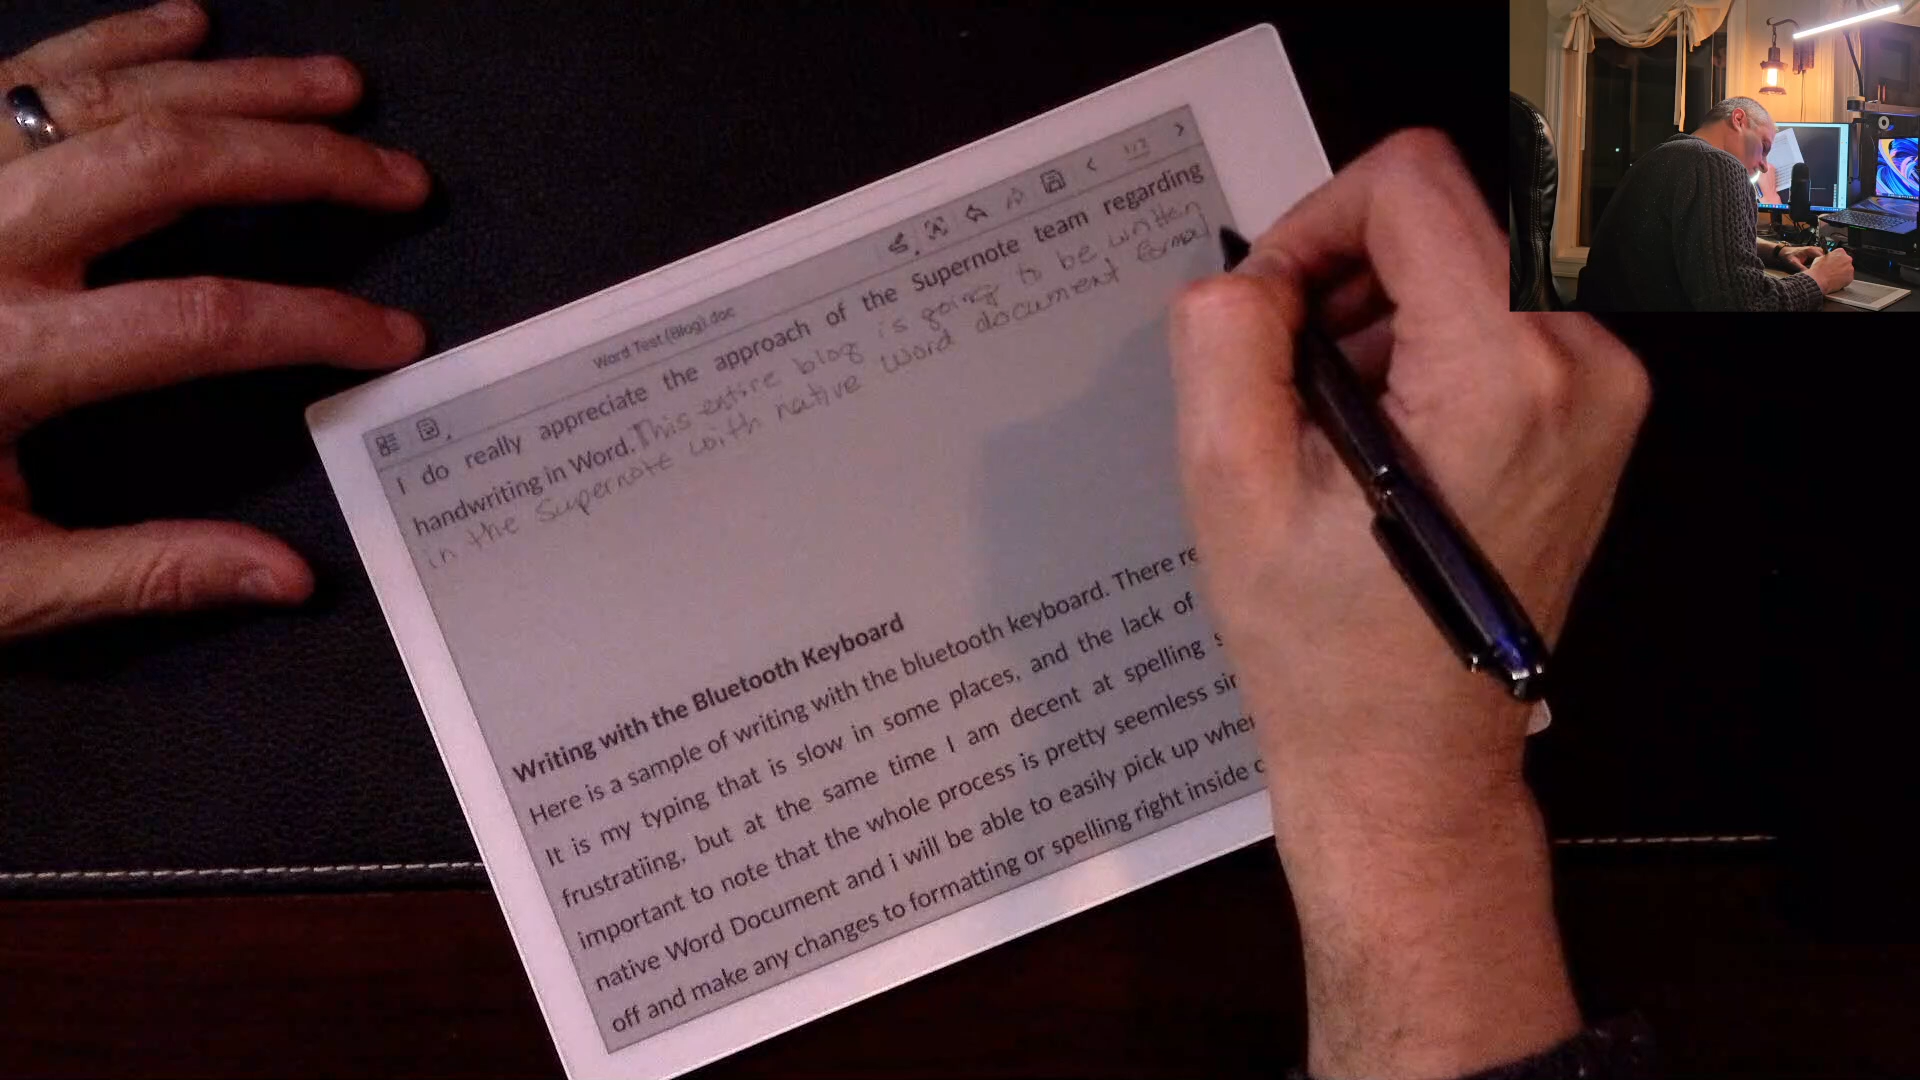 Word Test (Blog).doc
1/3
I do really appreciate the approach of the Supernote team regarding
handwriting in Word. This entire blog is going to be written
in the Supernote with native word document format
Writing with the Bluetooth Keyboard
Here is a sample of writing with the bluetooth keyboard. There re
It is my typing that is slow in some places, and the lack of
frustratiing, but at the same time I am decent at spelling s
important to note that the whole process is pretty seemless sin
native Word Document and i will be able to easily pick up wher
off and make any changes to formatting or spelling right inside